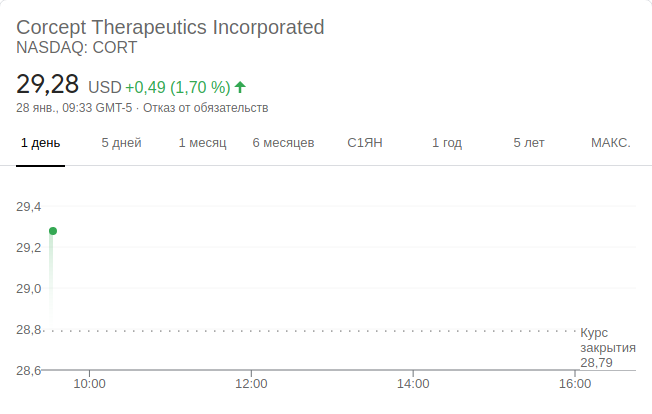 Corcept Therapeutics Incorporated
NASDAQ: CORT
29,28 USD +0,49 (1,70 %)
28 янв., 09:33 GMT-5 · Отказ от обязательств
1 день 5 дней 1 месяц 6 месяцев С1ЯН 1 год 5 лет МАКС.
29,4
29,2
29,0
28,8
Курс
закрытия
28,79
28,6
10:00 12:00 14:00 16:00